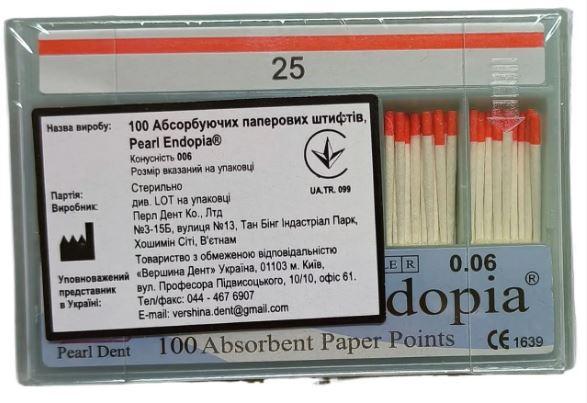 25
Назва виробу: 100 Абсорбуючих паперових штифтів,
Pearl Endopia®
Конусність 006
Розмір вказаний на упаковці
Стерильно
Партія: див. LOT на упаковці
Виробник: Перл Дент Ко., Лтд
№3-15Б, вулиця №13, Тан Бінг Індастріал Парк,
Хошимін Сіті, В'єтнам
Уповноважений представник в Україні:
Товариство з обмеженою відповідальністю
«Вершина Дент» Україна, 01103 м. Київ,
вул. Професора Підвисоцького, 10/10, офіс 61.
Тел/факс: 044 - 467 6907
E-mail: vershina.dent@gmail.com
UA.TR. 099
0.06
dopia®
Pearl Dent
100 Absorbent Paper Points
CE 1639